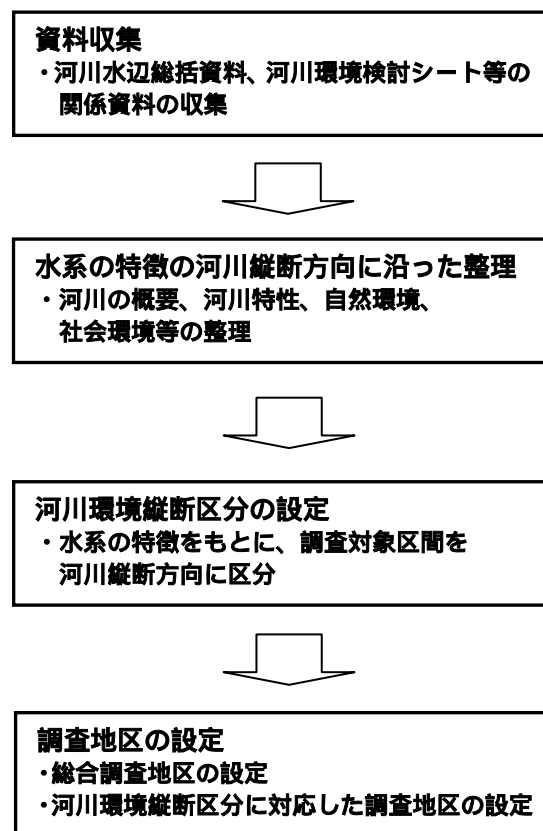 資料収集
・河川水辺総括資料、河川環境検討シート等の
関係資料の収集
水系の特徴の河川縦断方向に沿った整理
・河川の概要、河川特性、自然環境、
社会環境等の整理
河川環境縦断区分の設定
・水系の特徴をもとに、調査対象区間を
河川縦断方向に区分
調査地区の設定
・総合調査地区の設定
・河川環境縦断区分に対応した調査地区の設定